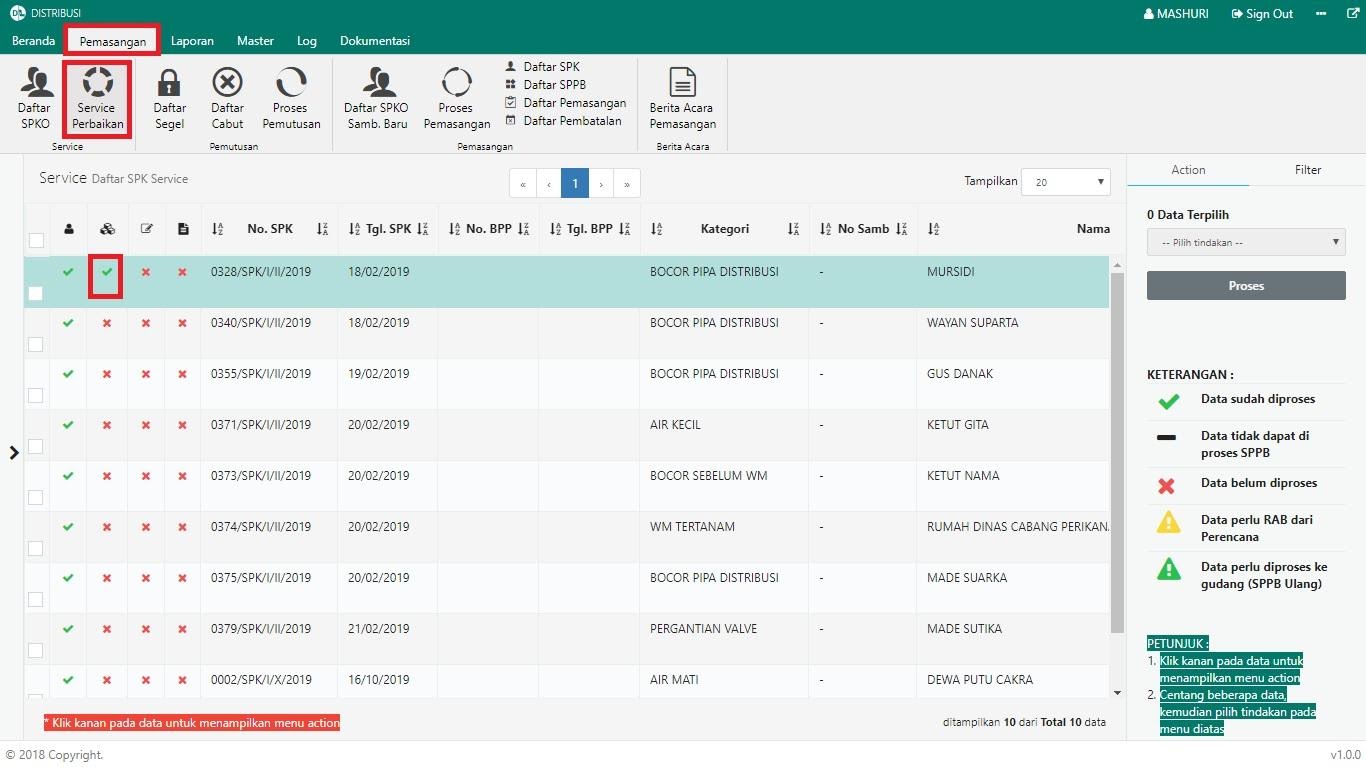 DISTRIBUSI
MASHURI Sign Out
Beranda Pemasangan Laporan Master Log Dokumentasi
Daftar SPKO
Service Perbaikan
Service
Daftar Segel
Daftar Cabut
Proses Pemutusan
Pemutusan
Daftar SPKO Samb. Baru
Proses Pemasangan
Daftar SPK
Daftar SPPB
Daftar Pemasangan
Daftar Pembatalan
Pemasangan
Berita Acara Pemasangan
Berita Acara
Service Daftar SPK Service
« ‹ 1 › »
Tampilkan 20
No. SPK Tgl. SPK No. BPP Tgl. BPP Kategori No Samb Nama
0328/SPK/I/II/2019 18/02/2019 BOCOR PIPA DISTRIBUSI - MURSIDI
0340/SPK/I/II/2019 18/02/2019 BOCOR PIPA DISTRIBUSI - WAYAN SUPARTA
0355/SPK/I/II/2019 19/02/2019 BOCOR PIPA DISTRIBUSI - GUS DANAK
0371/SPK/I/II/2019 20/02/2019 AIR KECIL - KETUT GITA
0373/SPK/I/II/2019 20/02/2019 BOCOR SEBELUM WM - KETUT NAMA
0374/SPK/I/II/2019 20/02/2019 WM TERTANAM - RUMAH DINAS CABANG PERIKAN
0375/SPK/I/II/2019 20/02/2019 BOCOR PIPA DISTRIBUSI - MADE SUARKA
0379/SPK/I/II/2019 21/02/2019 PERGANTIAN VALVE - MADE SUTIKA
0002/SPK/I/X/2019 16/10/2019 AIR MATI - DEWA PUTU CAKRA
* Klik kanan pada data untuk menampilkan menu action
ditampilkan 10 dari Total 10 data
Action Filter
0 Data Terpilih
-- Pilih tindakan --
Proses
KETERANGAN :
Data sudah diproses
Data tidak dapat di
proses SPPB
Data belum diproses
Data perlu RAB dari
Perencana
Data perlu diproses ke
gudang (SPPB Ulang)
PETUNJUK :
1. Klik kanan pada data untuk
menampilkan menu action
2. Centang beberapa data,
kemudian pilih tindakan pada
menu diatas
© 2018 Copyright.
v1.0.0